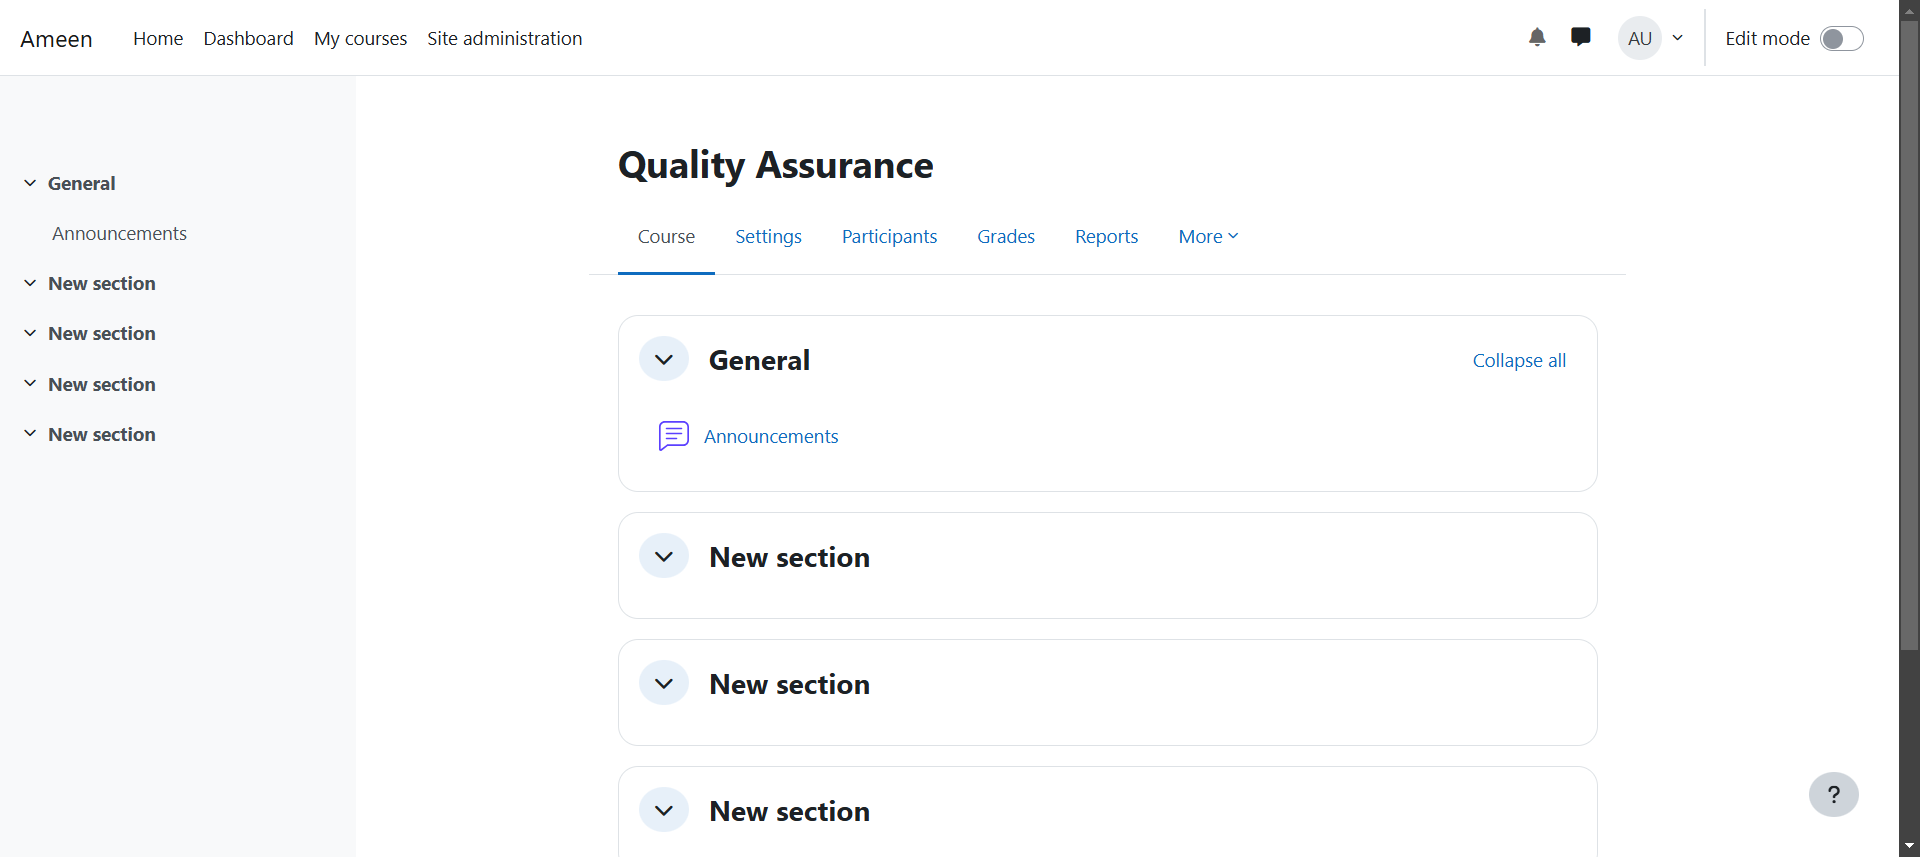 Ameen Home Dashboard My courses Site administration AU Edit mode
General
Announcements
New section
New section
New section
New section
Quality Assurance
Course Settings Participants Grades Reports More
General Collapse all
Announcements
New section
New section
New section
?